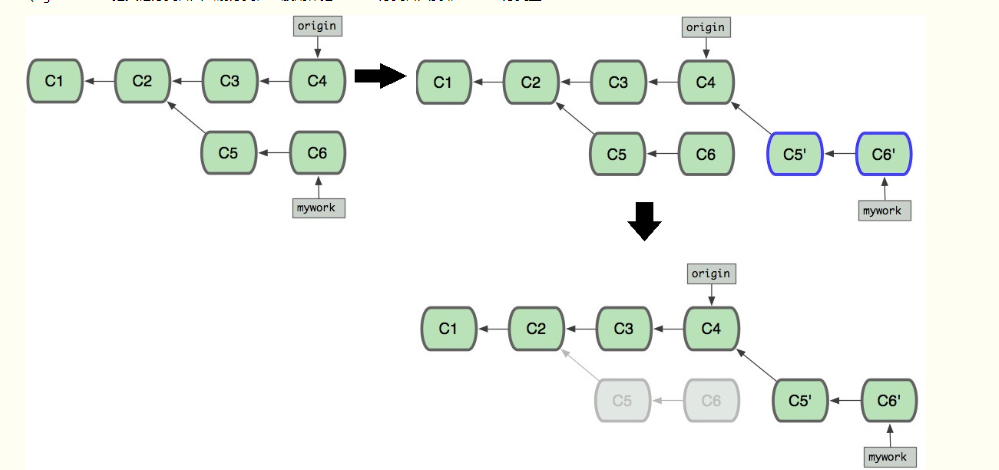 origin
C1 C2 C3 C4
C5 C6
mywork
origin
C1 C2 C3 C4
C5 C6 C5' C6'
mywork
origin
C1 C2 C3 C4
C5 C6 C5' C6'
mywork